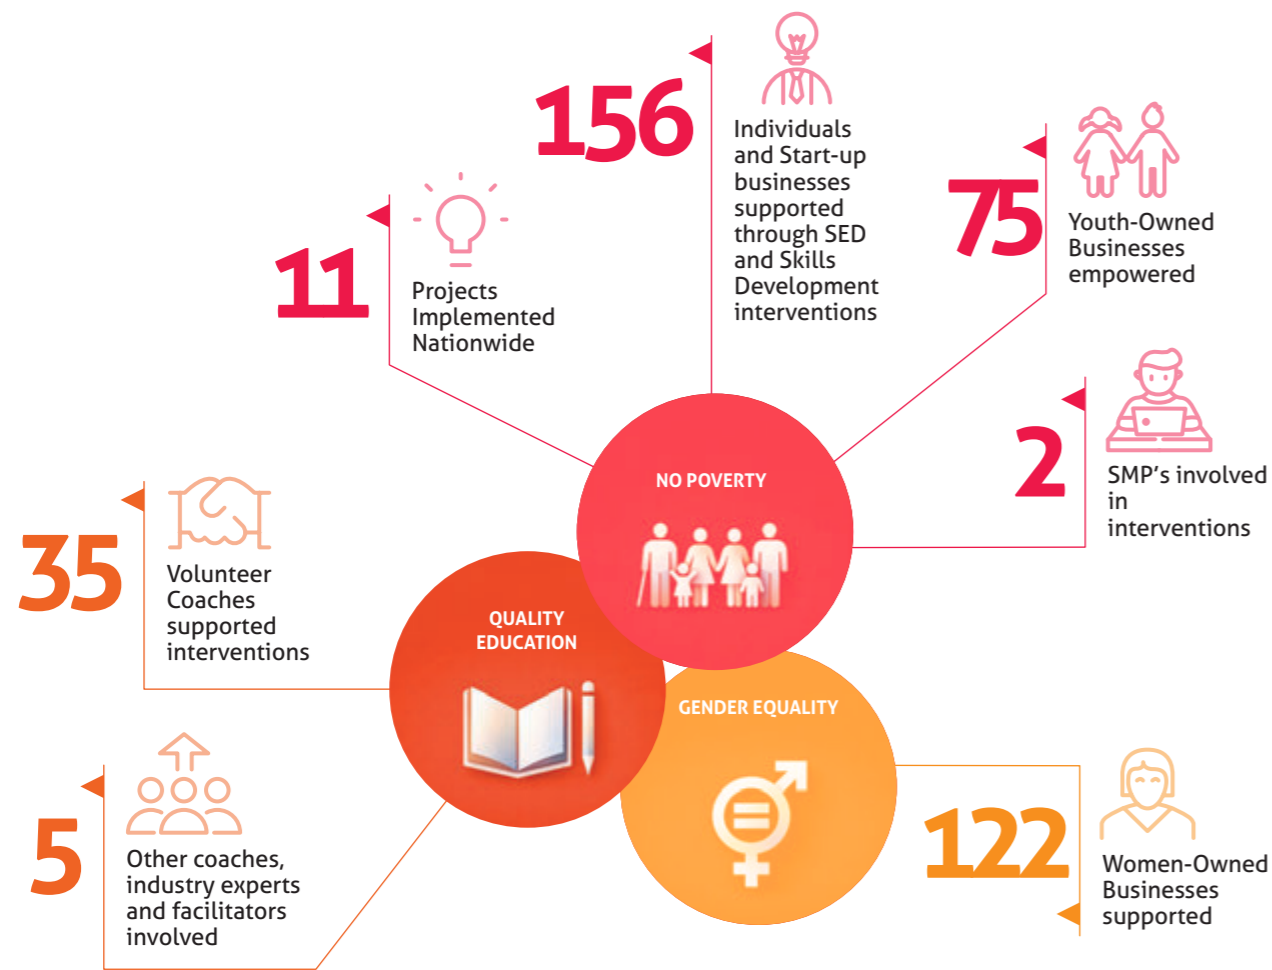 156
Individuals
and Start-up
businesses
supported
through SED
and Skills
Development
interventions
75
Youth-Owned
Businesses
empowered
11
Projects
Implemented
Nationwide
2
SMP's involved
in
interventions
NO POVERTY
35
Volunteer
Coaches
supported
interventions
QUALITY
EDUCATION
GENDER EQUALITY
5
Other coaches,
industry experts
and facilitators
involved
122
Women-Owned
Businesses
supported